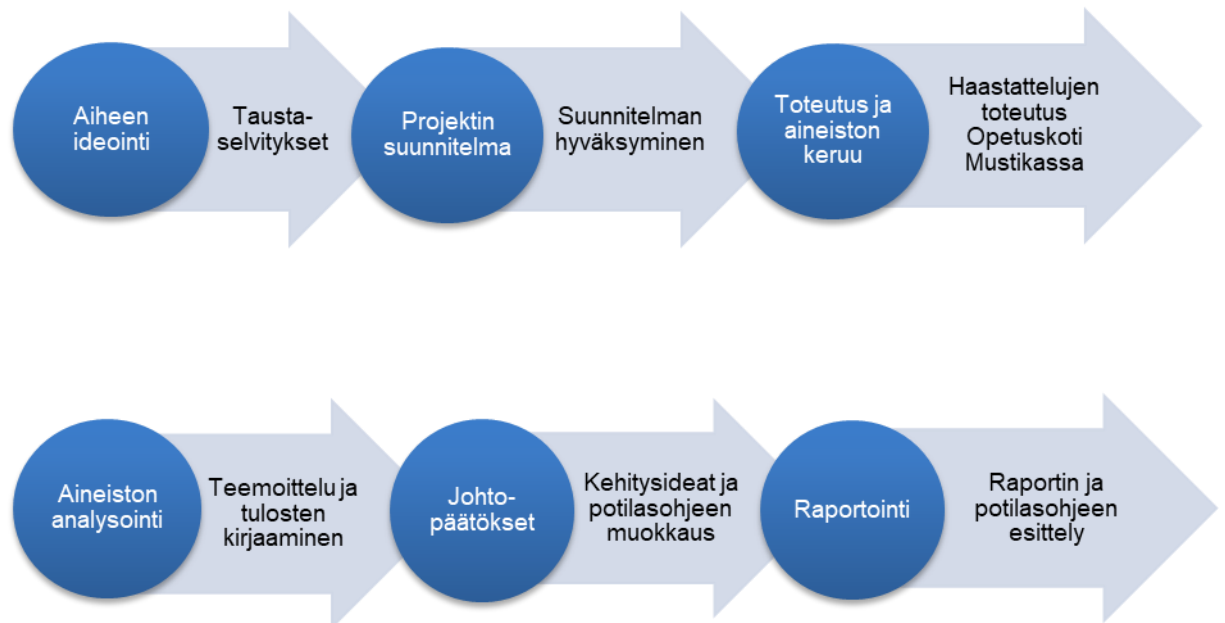 Aiheen
ideointi
Tausta-
selvitykset
Projektin
suunnitelma
Suunnitelman
hyväksyminen
Toteutus ja
aineiston
keruu
Haastattelujen
toteutus
Opetuskoti
Mustikassa
Aineiston
analysointi
Teemoittelu ja
tulosten
kirjaaminen
Johto-
päätökset
Kehitysideat ja
potilasohjeen
muokkaus
Raportointi
Raportin ja
potilasohjeen
esittely